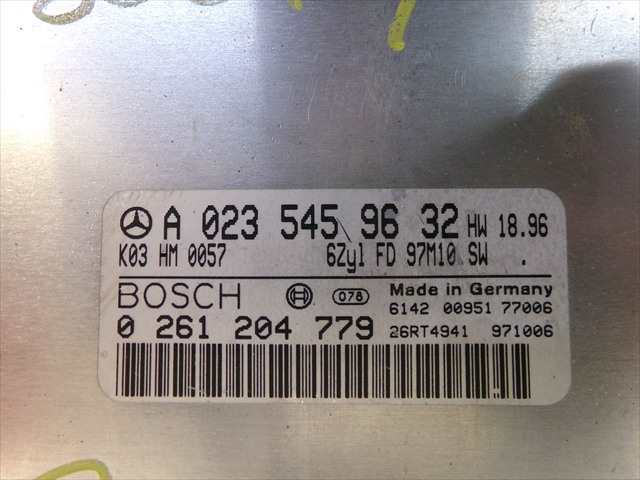 A 023 545 96 32 HW 18.96
K03 HM 0057 6Zyl FD 97M10 SW .
BOSCH 078 Made in Germany
6142 00951 77006
0 261 204 779 26RT4941 971006